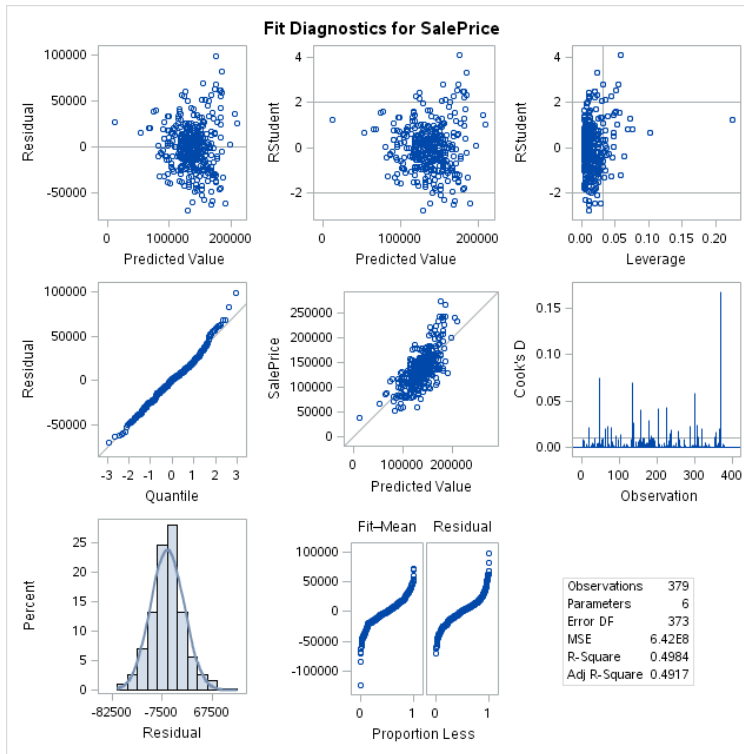 Fit Diagnostics for SalePrice
100000
50000
0
-50000
Residual
100000 200000
Predicted Value
4
2
0
-2
RStudent
0 100000 200000
Predicted Value
4
2
0
-2
RStudent
0.00 0.05 0.10 0.15 0.20
Leverage
100000
50000
0
-50000
Residual
-3 -2 -1 0 1 2 3
Quantile
250000
200000
150000
100000
50000
0
SalePrice
0 100000 200000
Predicted Value
0.15
0.10
0.05
0.00
Cook's D
0 100 200 300 400
Observation
25
20
15
10
5
0
Percent
-82500 -7500 67500
Residual
Fit–Mean Residual
100000
50000
0
-50000
-100000
0 1 0 1
Proportion Less
Observations 379
Parameters 6
Error DF 373
MSE 6.42E8
R-Square 0.4984
Adj R-Square 0.4917